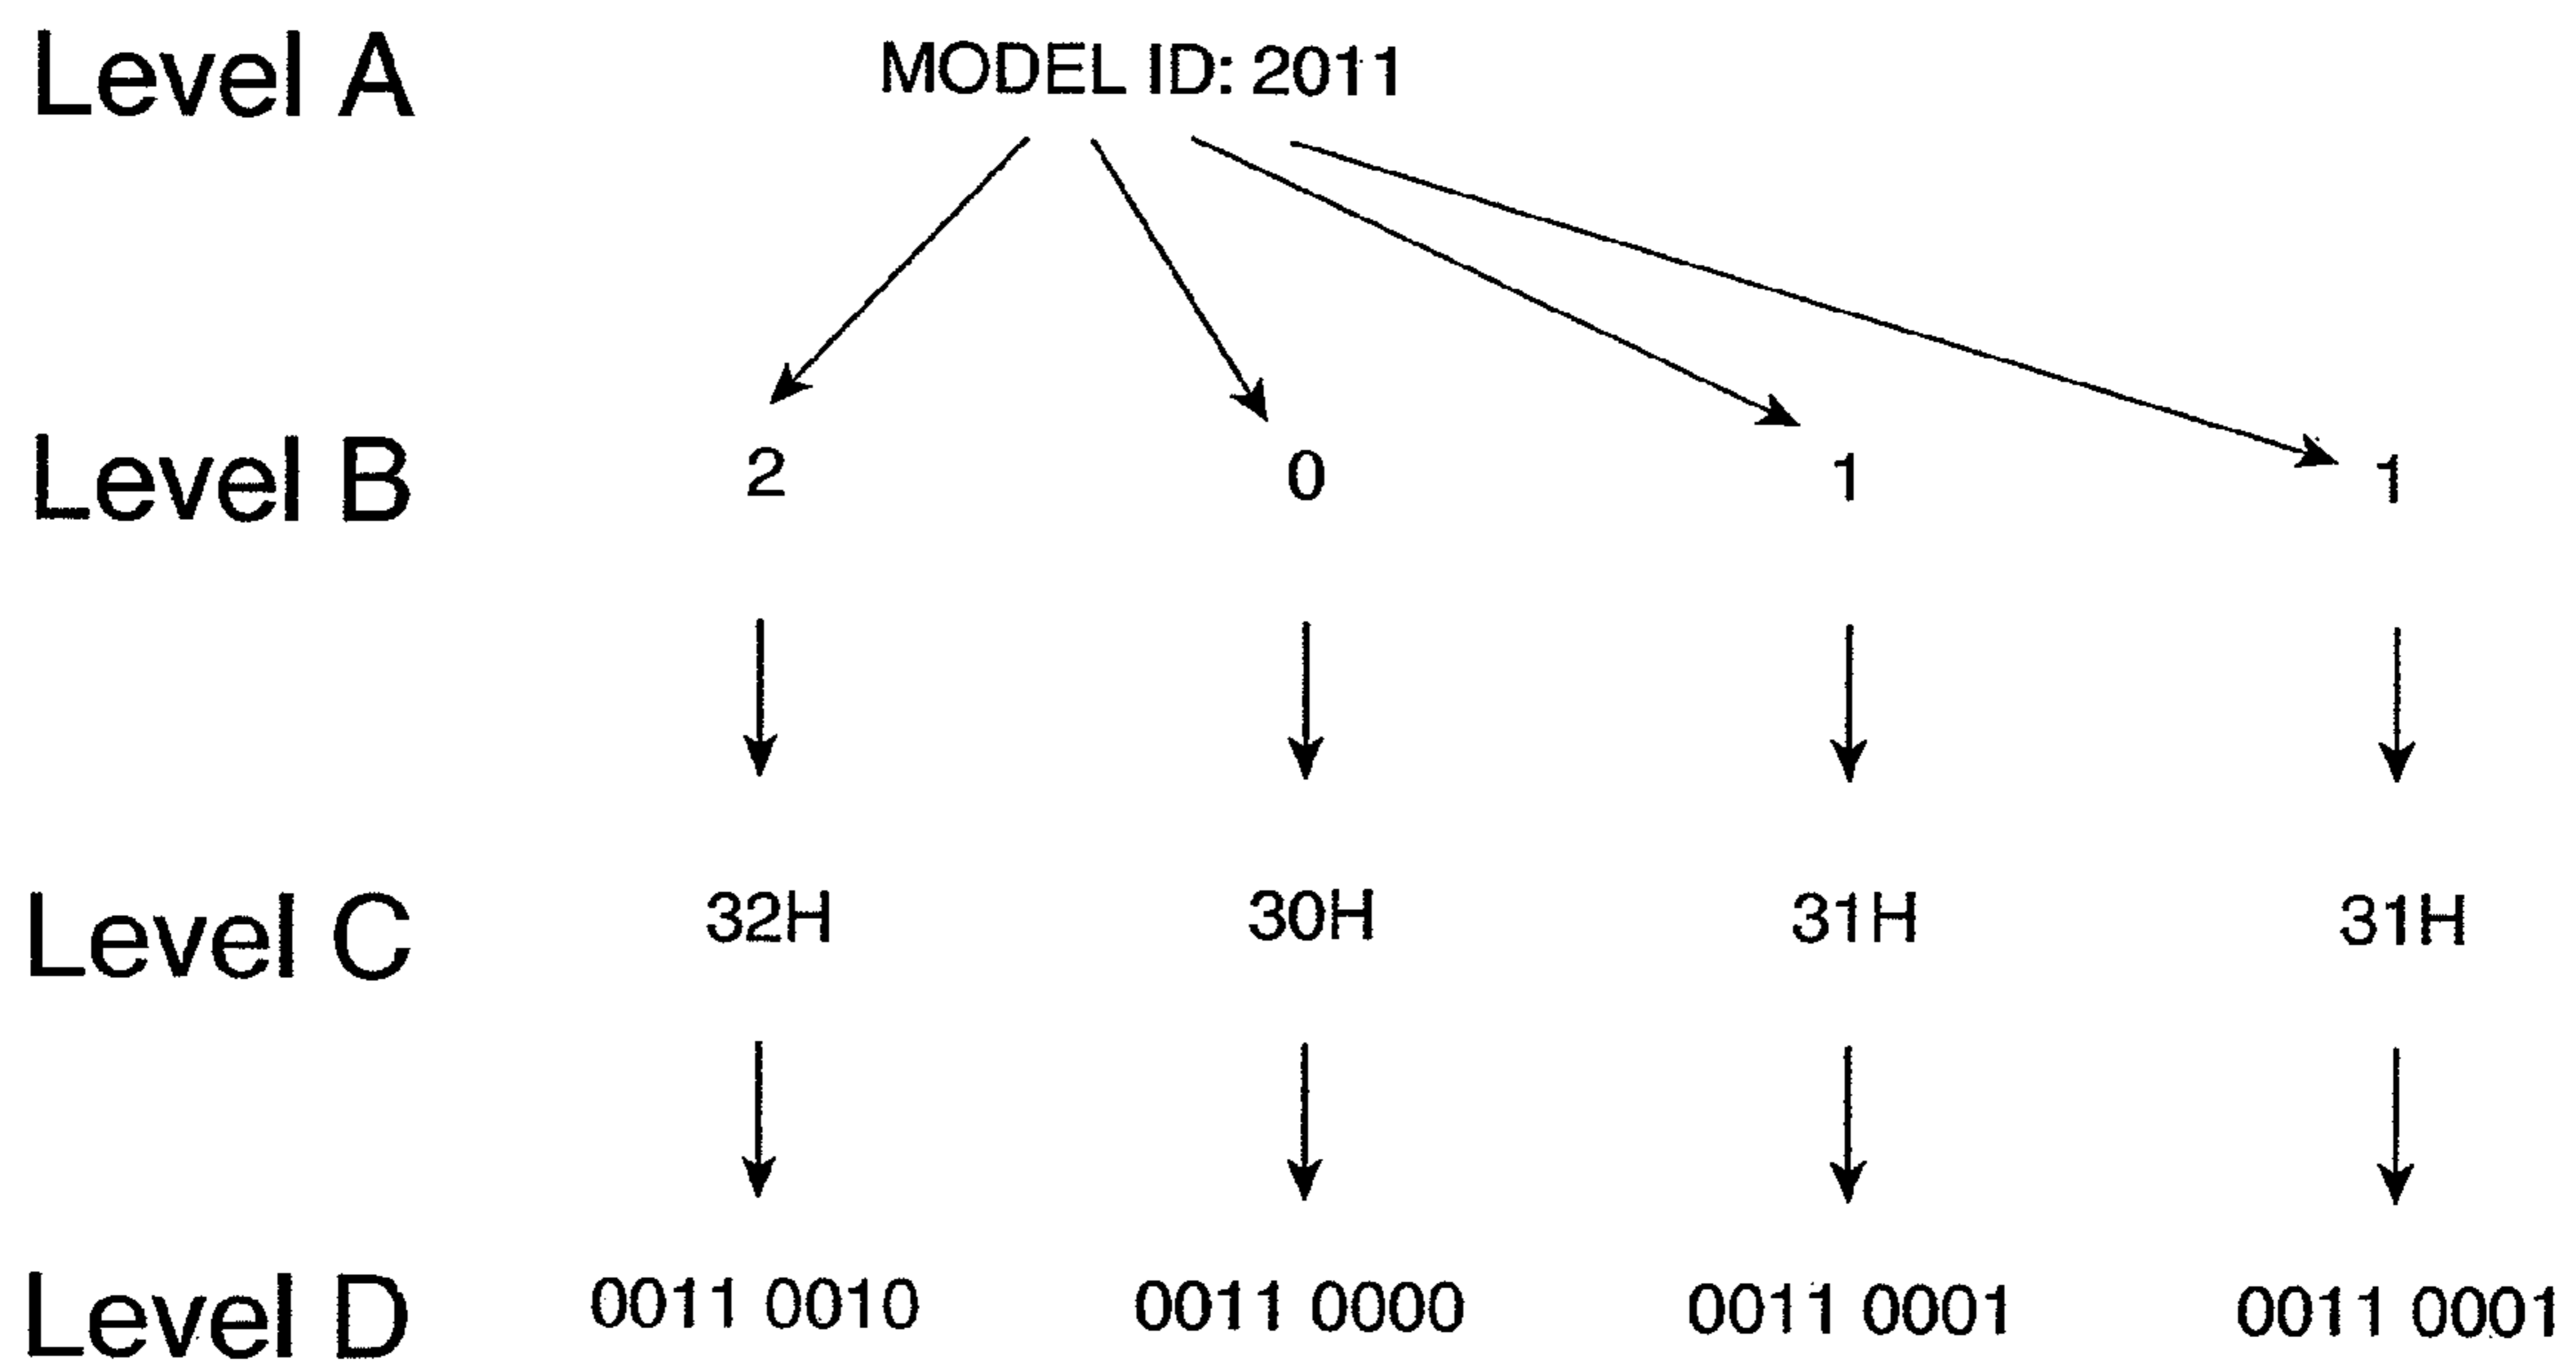 Level A MODEL ID: 2011
Level B 2 0 1 1
Level C 32H 30H 31H 31H
Level D 0011 0010 0011 0000 0011 0001 0011 0001